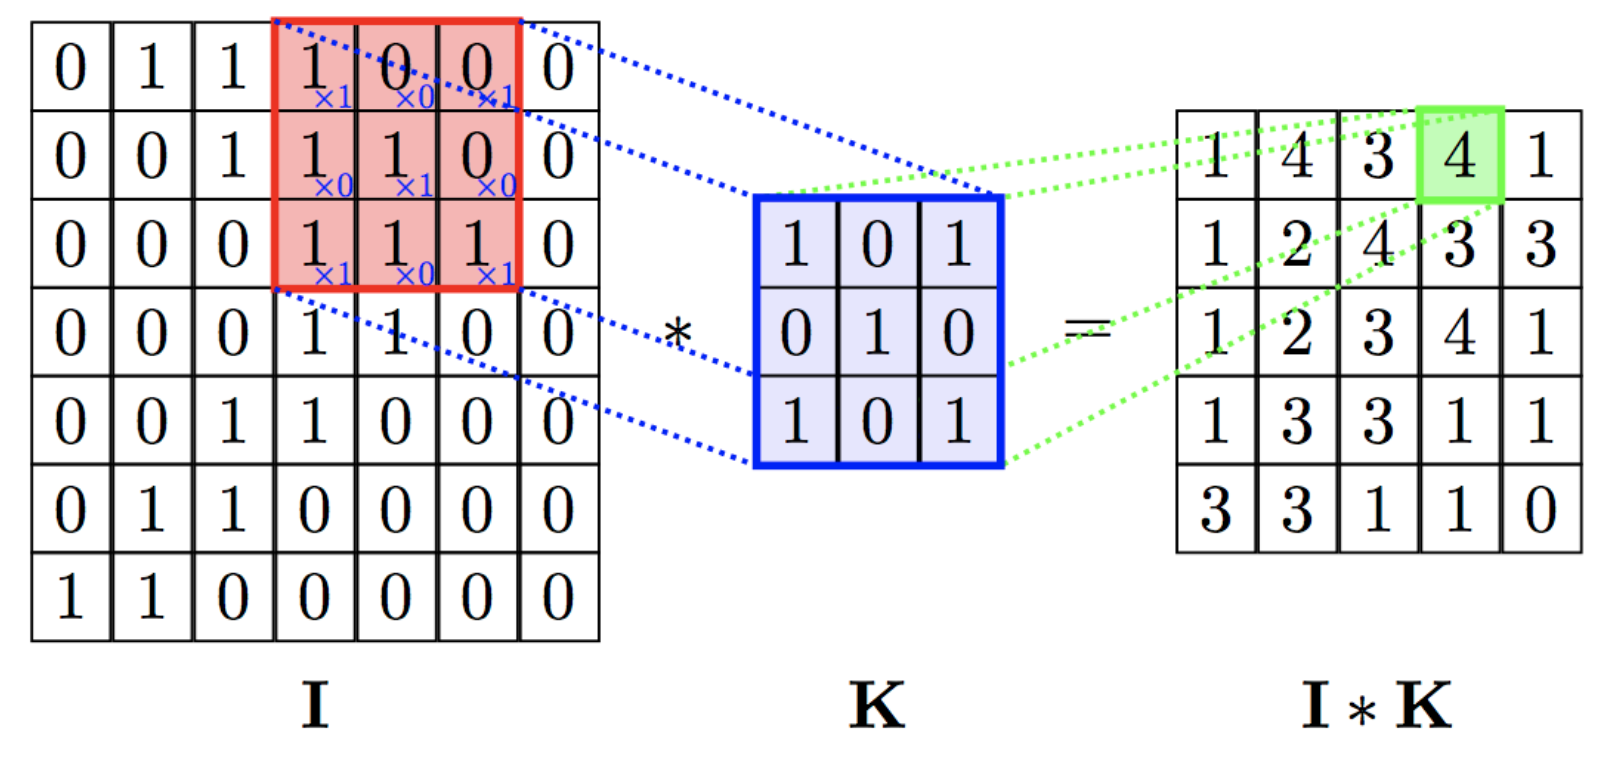 0 1 1 1 0 0 0
×1 ×0 ×1
0 0 1 1 1 0 0
×0 ×1 ×0
0 0 0 1 1 1 0
×1 ×0 ×1
0 0 0 1 1 0 0
0 0 1 1 0 0 0
0 1 1 0 0 0 0
1 1 0 0 0 0 0
I
*
1 0 1
0 1 0
1 0 1
K
=
1 4 3 4 1
1 2 4 3 3
1 2 3 4 1
1 3 3 1 1
3 3 1 1 0
I * K